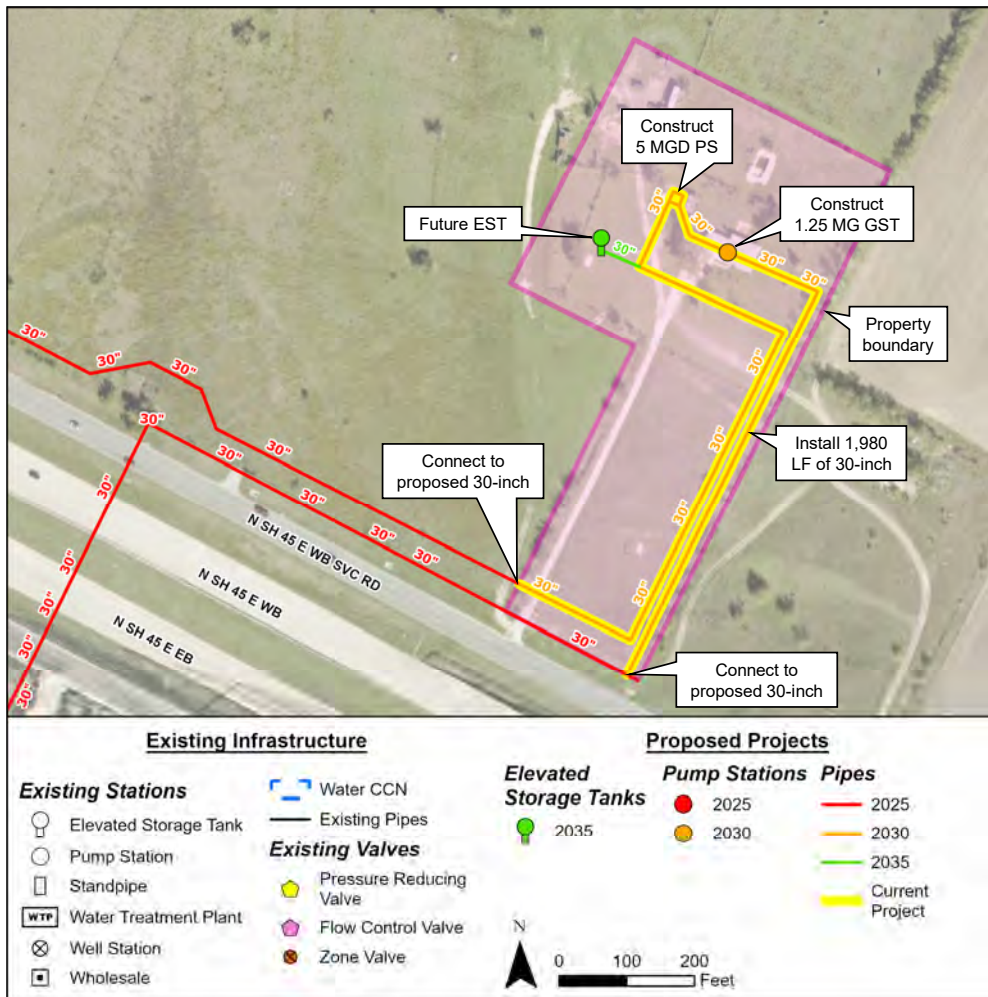 Construct
5 MGD PS
30"
30"
Construct
1.25 MG GST
Future EST
30"
30"
30"
Property
boundary
30"
30"
30"
30"
30"
30"
30"
30"
30"
30"
Install 1,980
LF of 30-inch
Connect to
proposed 30-inch
30"
30"
30"
30"
30"
30"
N SH 45 E WB SVC RD
30"
N SH 45 E WB
30"
30"
30"
N SH 45 E EB
30"
30"
Connect to
proposed 30-inch
Existing Infrastructure
Existing Stations
Elevated Storage Tank
Pump Station
Standpipe
WTP Water Treatment Plant
Well Station
Wholesale
Water CCN
Existing Pipes
Existing Valves
Pressure Reducing
Valve
Flow Control Valve
Zone Valve
Proposed Projects
Elevated
Storage Tanks
2035
Pump Stations
2025
2030
Pipes
2025
2030
2035
Current
Project
N
0 100 200
Feet